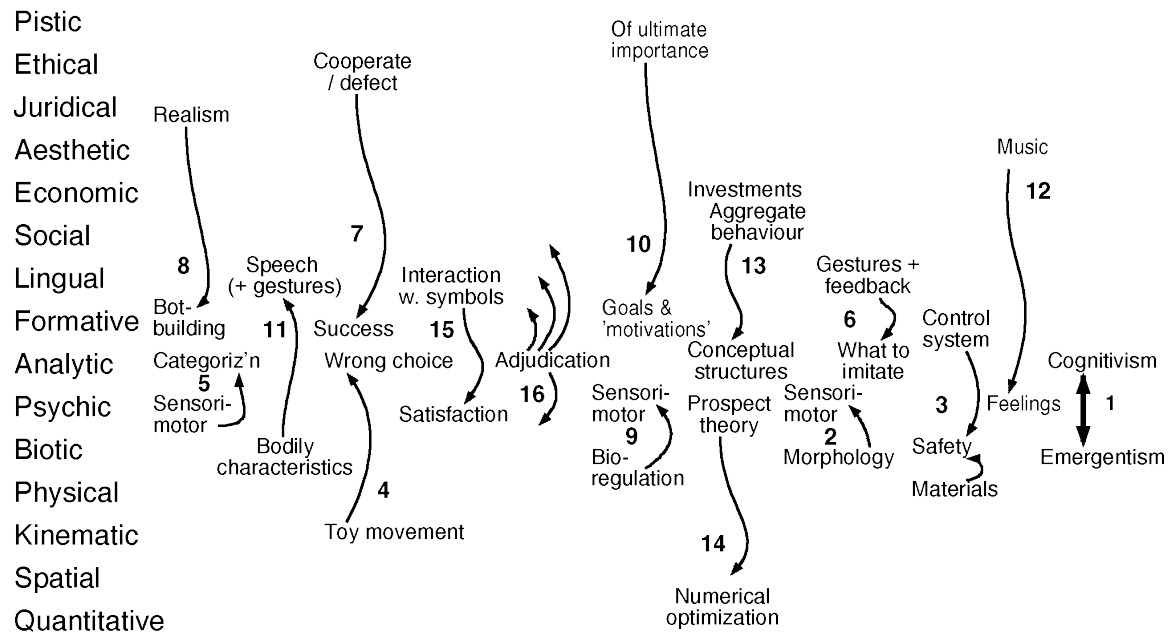 Pistic
Ethical
Juridical
Aesthetic
Economic
Social
Lingual
Formative
Analytic
Psychic
Biotic
Physical
Kinematic
Spatial
Quantitative
Realism
8
Bot-
building
Categoriz'n
5
Sensori-
motor
Speech
(+ gestures)
11
Bodily
characteristics
Cooperate
/ defect
7
Success
Wrong choice
4
Toy movement
Interaction
w. symbols
15
Satisfaction
Adjudication
16
Of ultimate
importance
10
Goals &
'motivations'
Sensori-
motor
9
Bio-
regulation
Investments
Aggregate
behaviour
13
Conceptual
structures
Prospect
theory
14
Numerical
optimization
Gestures +
feedback
6
What to
imitate
Sensori-
motor
2
Morphology
Control
system
3
Safety
Materials
Music
12
Feelings
Cognitivism
1
Emergentism